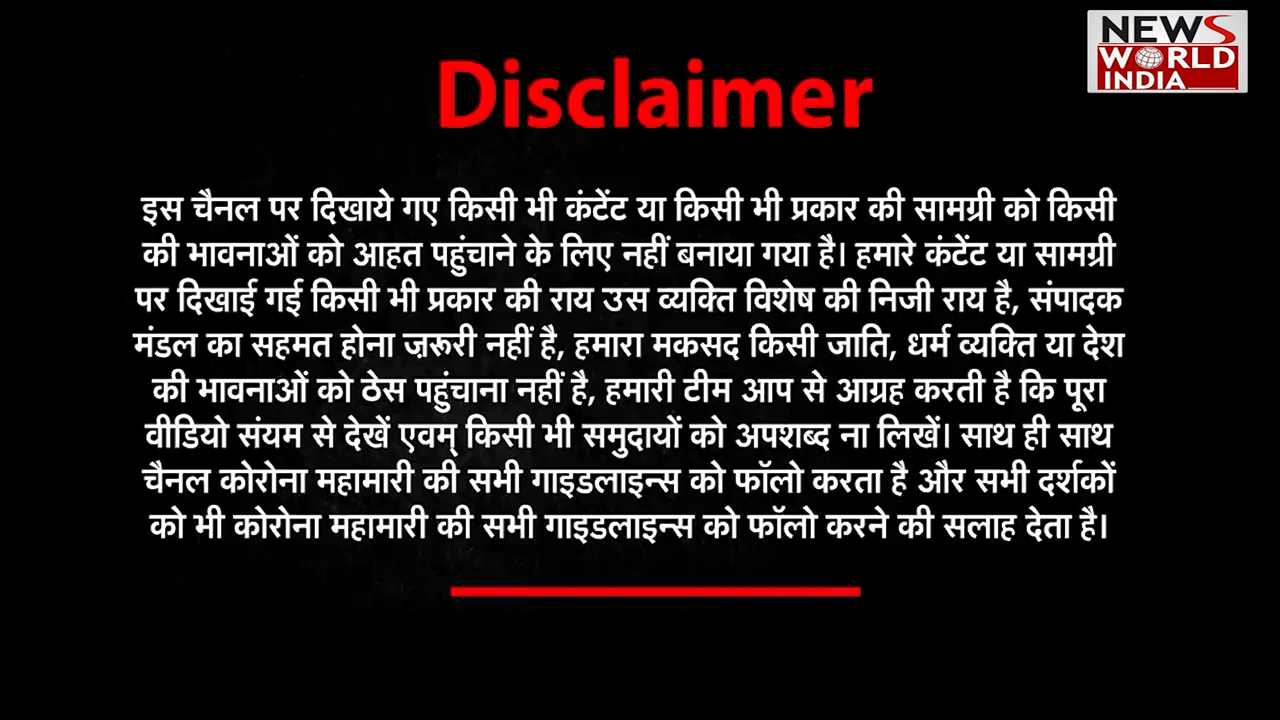 NEWS
WORLD
INDIA
Disclaimer
इस चैनल पर दिखाये गए किसी भी कंटेंट या किसी भी प्रकार की सामग्री को किसी
की भावनाओं को आहत पहुंचाने के लिए नहीं बनाया गया है। हमारे कंटेंट या सामग्री
पर दिखाई गई किसी भी प्रकार की राय उस व्यक्ति विशेष की निजी राय है, संपादक
मंडल का सहमत होना ज़रूरी नहीं है, हमारा मकसद किसी जाति, धर्म व्यक्ति या देश
की भावनाओं को ठेस पहुंचाना नहीं है, हमारी टीम आप से आग्रह करती है कि पूरा
वीडियो संयम से देखें एवम् किसी भी समुदायों को अपशब्द ना लिखें। साथ ही साथ
चैनल कोरोना महामारी की सभी गाइडलाइन्स को फॉलो करता है और सभी दर्शकों
को भी कोरोना महामारी की सभी गाइडलाइन्स को फॉलो करने की सलाह देता है।